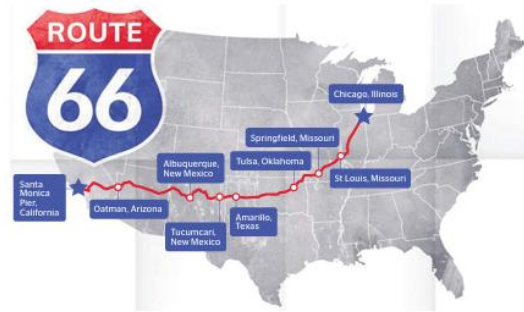 ROUTE
66
Chicago, Illinois
Springfield, Missouri
Tulsa, Oklahoma
St Louis, Missouri
Albuquerque,
New Mexico
Santa
Monica
Pier,
California
Oatman, Arizona
Amarillo,
Texas
Tucumcari,
New Mexico